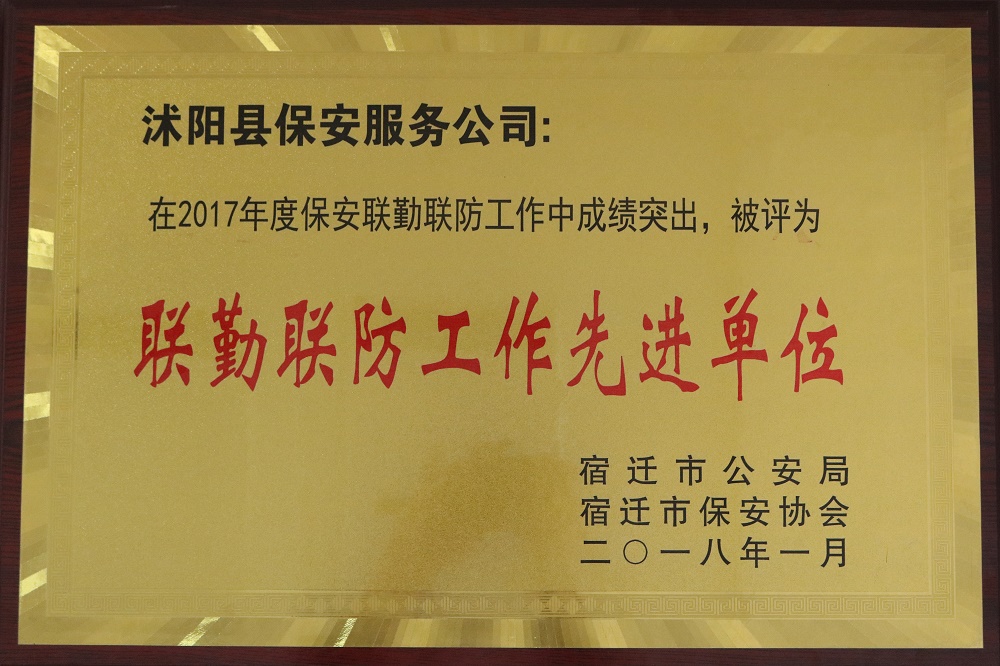 沭阳县保安服务公司:
在2017年度保安联勤联防工作中成绩突出，被评为
联勤联防工作先进单位
宿迁市公安局
宿迁市保安协会
二〇一八年一月